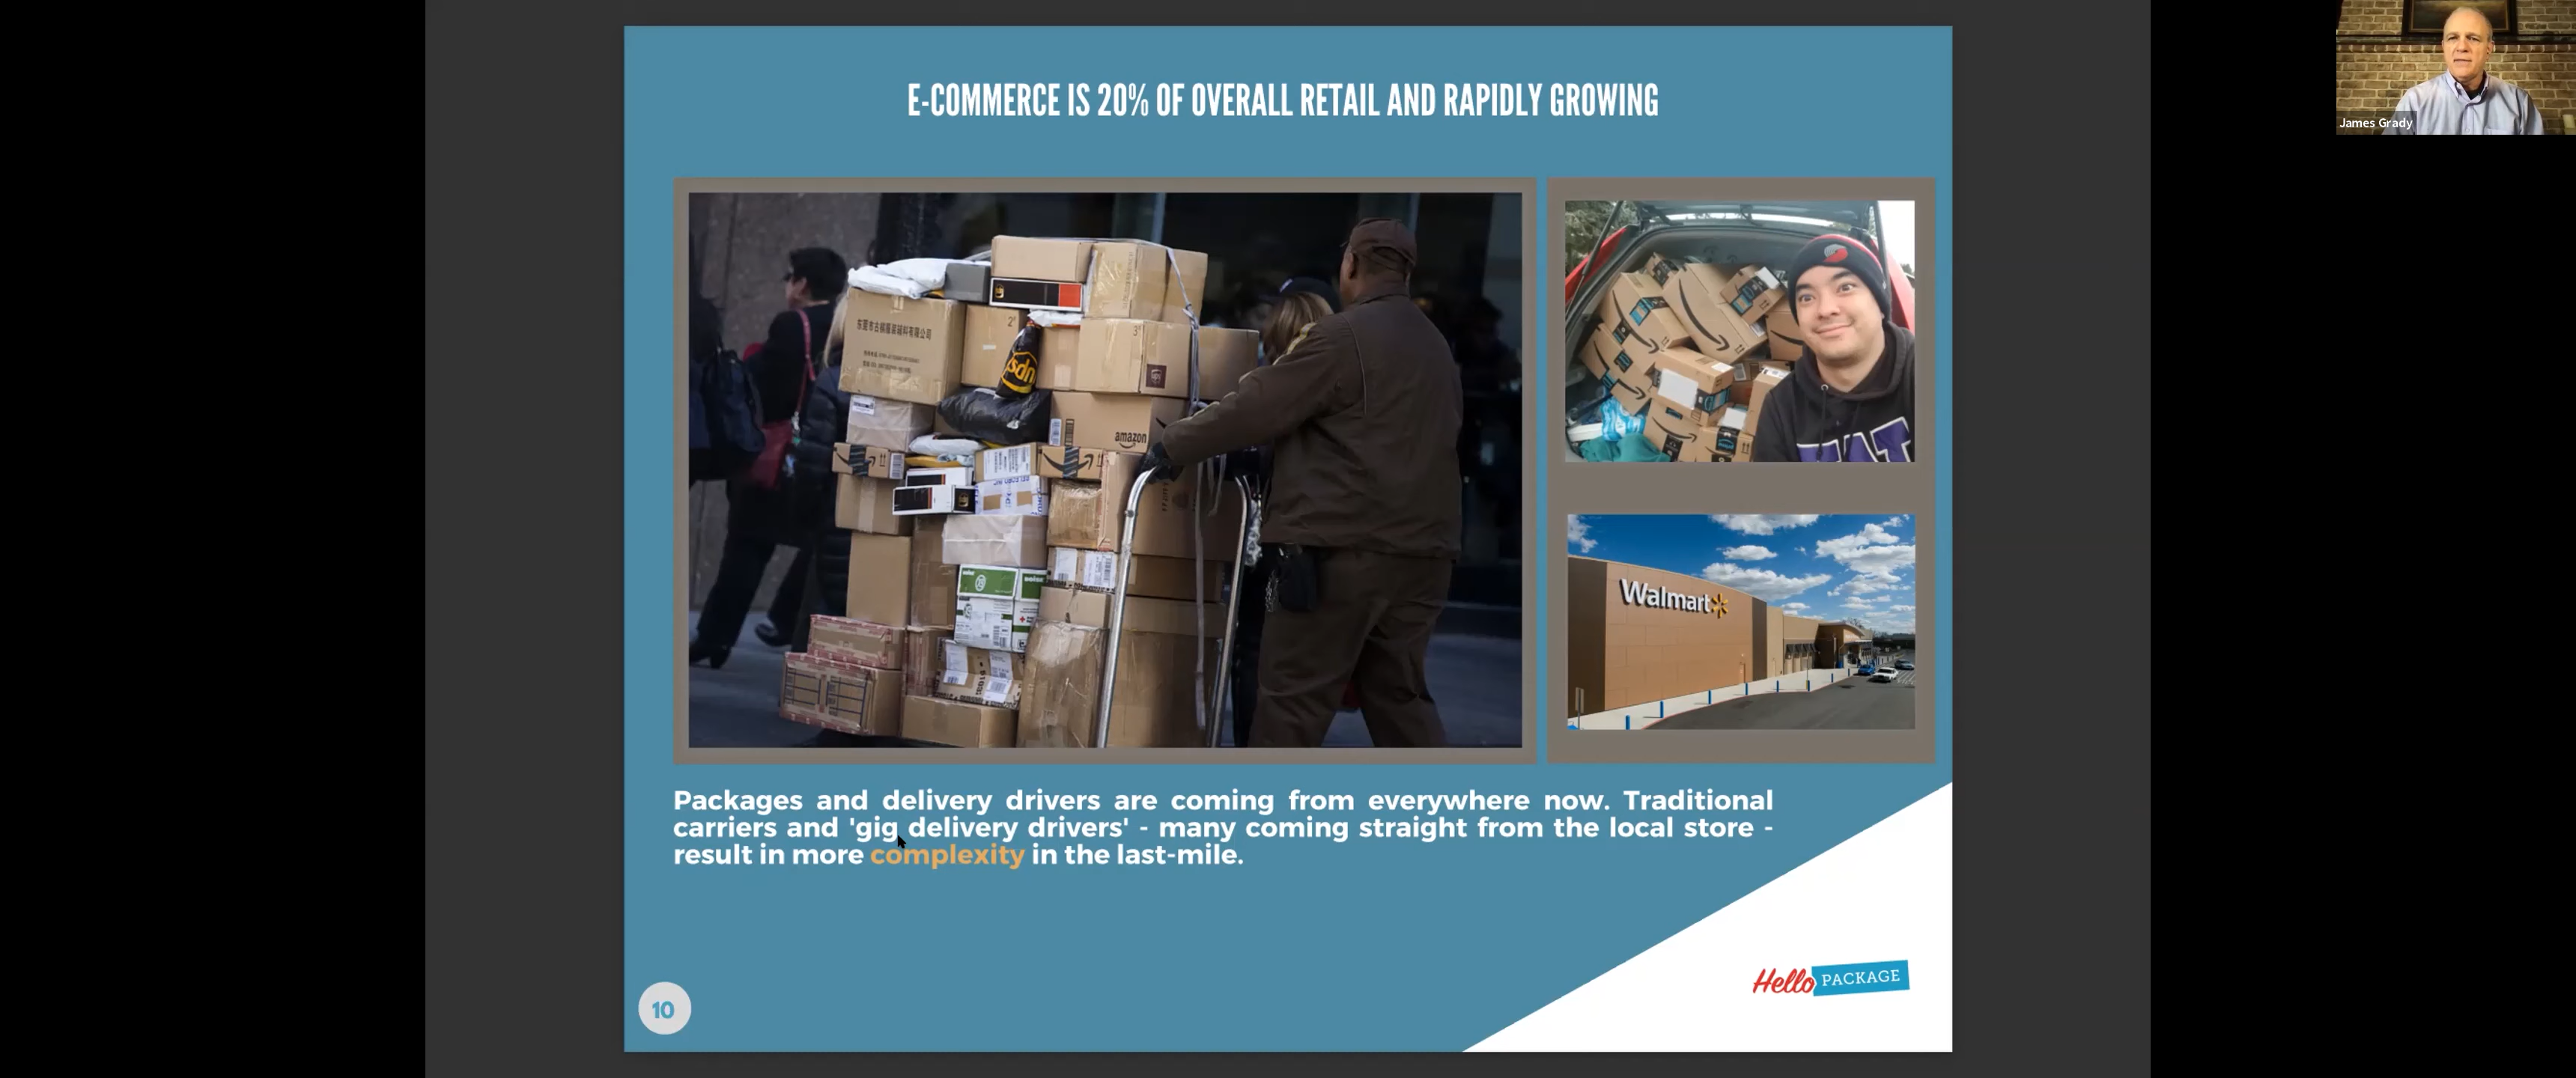 E-COMMERCE IS 20% OF OVERALL RETAIL AND RAPIDLY GROWING
James Grady
amazon
Walmart
Packages and delivery drivers are coming from everywhere now. Traditional
carriers and 'gig delivery drivers' - many coming straight from the local store -
result in more complexity in the last-mile.
Hello PACKAGE
10